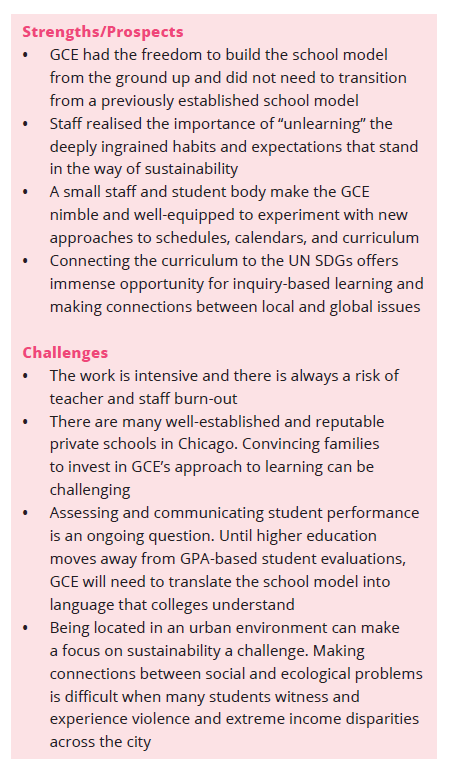 Strengths/Prospects
• GCE had the freedom to build the school model
from the ground up and did not need to transition
from a previously established school model
• Staff realised the importance of “unlearning” the
deeply ingrained habits and expectations that stand
in the way of sustainability
• A small staff and student body make the GCE
nimble and well-equipped to experiment with new
approaches to schedules, calendars, and curriculum
• Connecting the curriculum to the UN SDGs offers
immense opportunity for inquiry-based learning and
making connections between local and global issues
Challenges
• The work is intensive and there is always a risk of
teacher and staff burn-out
• There are many well-established and reputable
private schools in Chicago. Convincing families
to invest in GCE’s approach to learning can be
challenging
• Assessing and communicating student performance
is an ongoing question. Until higher education
moves away from GPA-based student evaluations,
GCE will need to translate the school model into
language that colleges understand
• Being located in an urban environment can make
a focus on sustainability a challenge. Making
connections between social and ecological problems
is difficult when many students witness and
experience violence and extreme income disparities
across the city